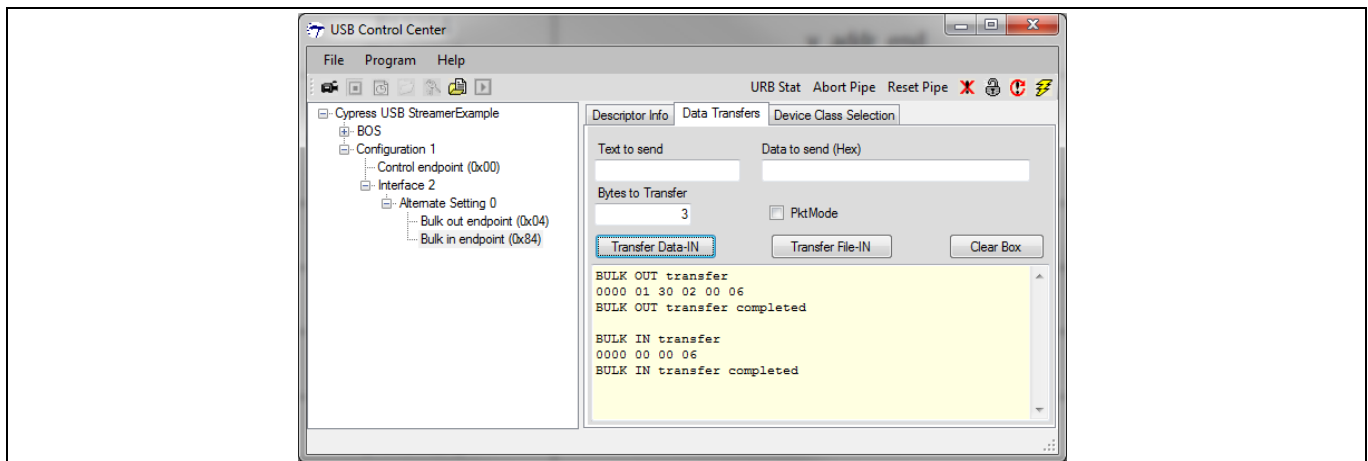 USB Control Center
File Program Help
URB Stat Abort Pipe Reset Pipe
Cypress USB StreamerExample
BOS
Configuration 1
Control endpoint (0x00)
Interface 2
Alternate Setting 0
Bulk out endpoint (0x04)
Bulk in endpoint (0x84)
Descriptor Info Data Transfers Device Class Selection
Text to send Data to send (Hex)
Bytes to Transfer
3 PktMode
Transfer Data-IN Transfer File-IN Clear Box
BULK OUT transfer
0000 01 30 02 00 06
BULK OUT transfer completed
BULK IN transfer
0000 00 00 06
BULK IN transfer completed